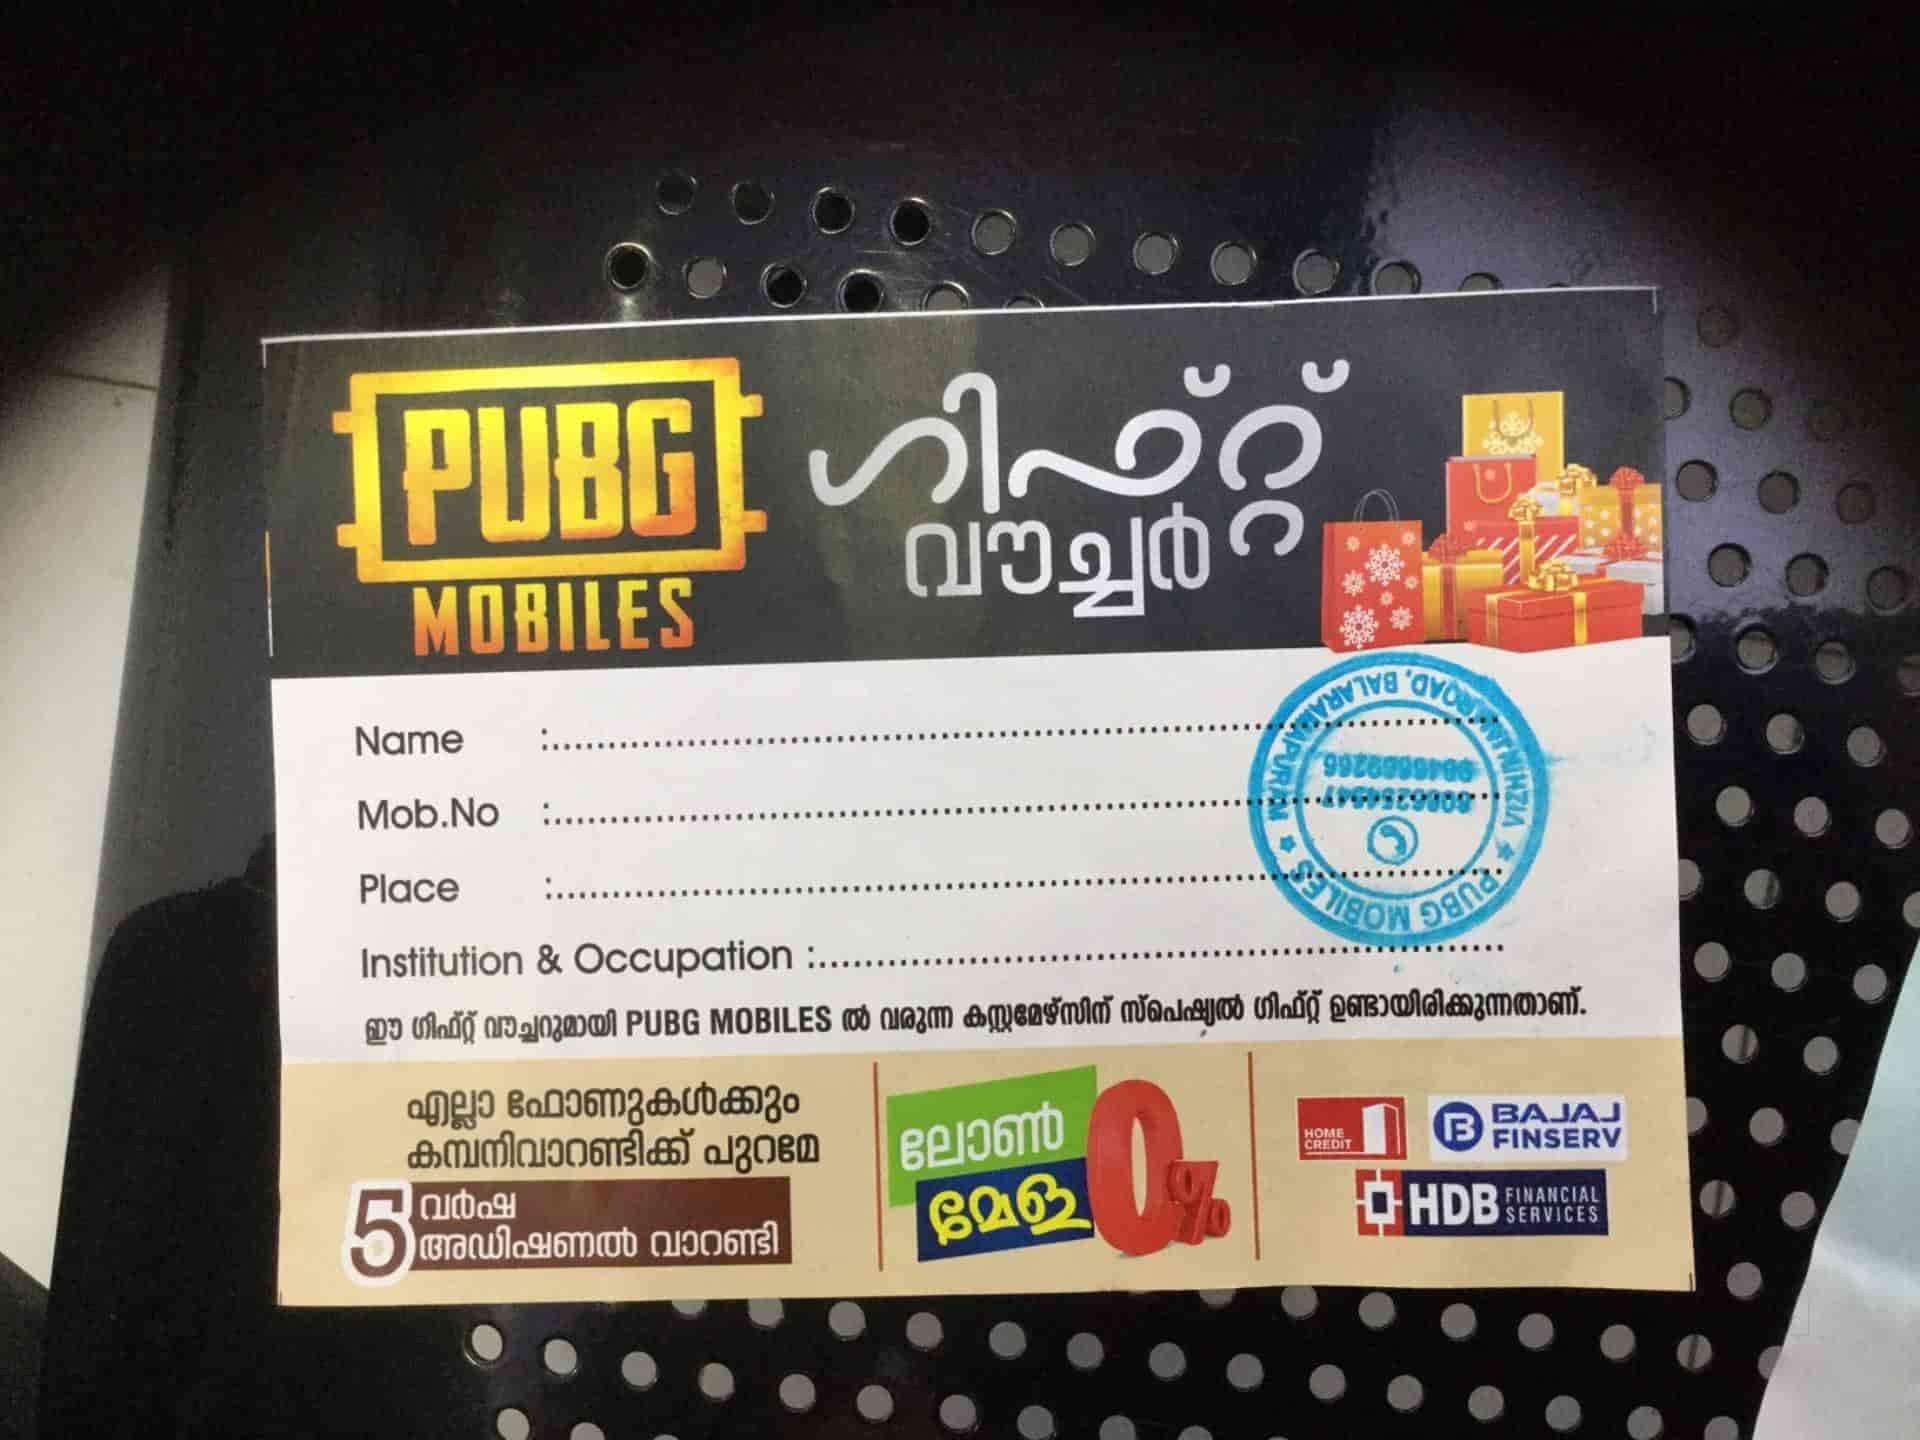 PUBG
MOBILES
ഗിഫ്റ്റ്
വൗച്ചർ
Name :
Mob.No :
Place :
Institution & Occupation :
PUBG MOBILES
VIZHINJAM ROAD, BALARAMAPURAM
ഈ ഗിഫ്റ്റ് വൗച്ചറുമായി PUBG MOBILES ൽ വരുന്ന കസ്റ്റമേഴ്സിന് സ്പെഷ്യൽ ഗിഫ്റ്റ് ഉണ്ടായിരിക്കുന്നതാണ്.
എല്ലാ ഫോണുകൾക്കും
കമ്പനിവാറണ്ടിക്ക് പുറമേ
5 വർഷ
അഡിഷണൽ വാറണ്ടി
ലോൺ
മേള 0%
HOME
CREDIT
BAJAJ
FINSERV
HDB FINANCIAL
SERVICES